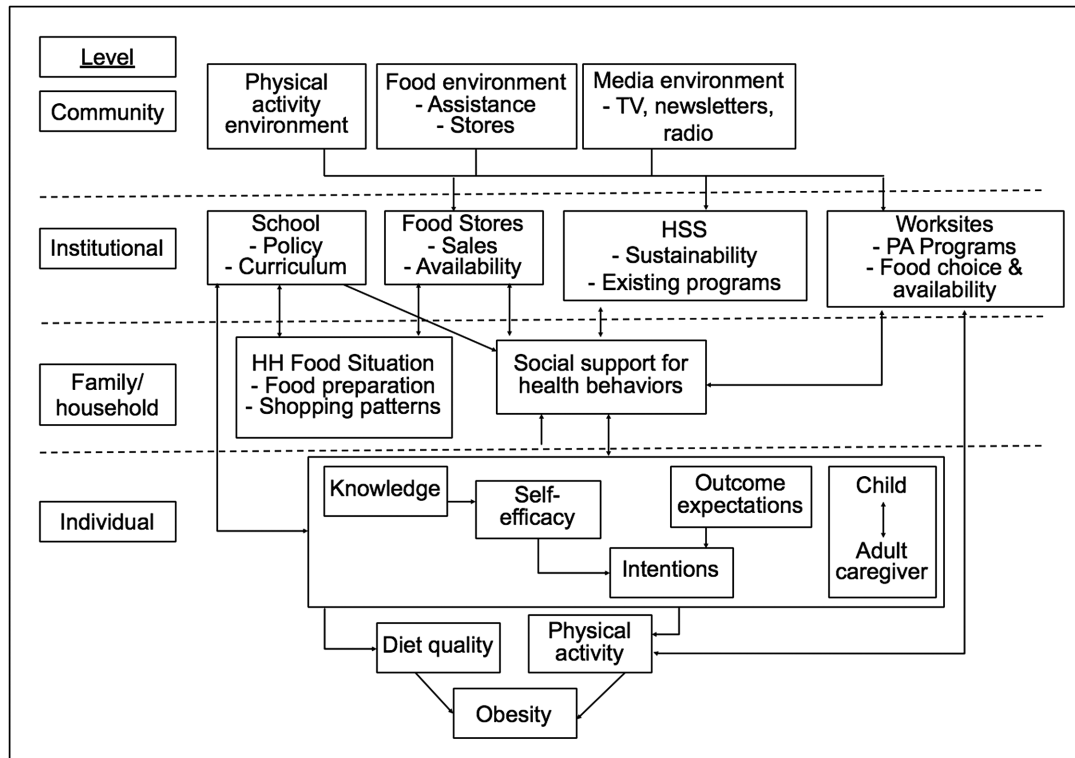 Level
Community
Physical
activity
environment
Food environment
- Assistance
- Stores
Media environment
- TV, newsletters,
radio
Institutional
School
- Policy
- Curriculum
Food Stores
- Sales
- Availability
HSS
- Sustainability
- Existing programs
Worksites
- PA Programs
- Food choice &
availability
Family/
household
HH Food Situation
- Food preparation
- Shopping patterns
Social support for
health behaviors
Individual
Knowledge
Self-
efficacy
Outcome
expectations
Intentions
Child
Adult
caregiver
Diet quality
Physical
activity
Obesity